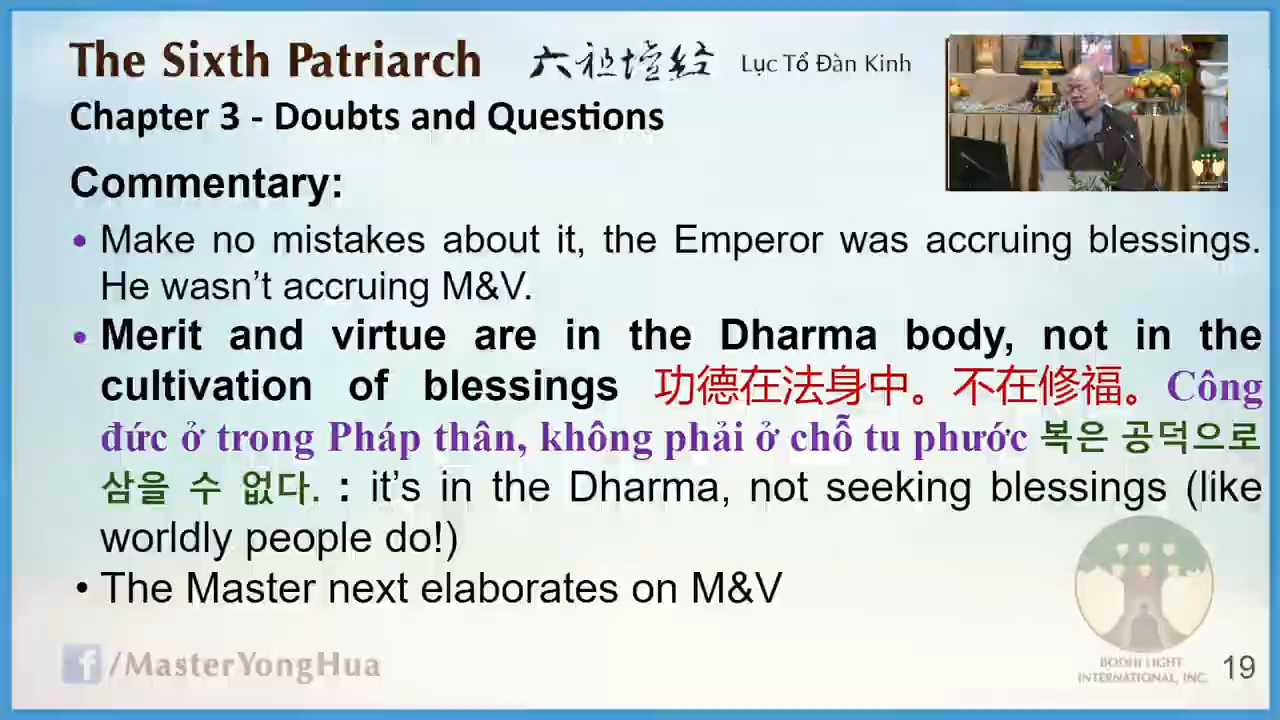 The Sixth Patriarch 六祖坛经 Lục Tổ Đàn Kinh
Chapter 3 - Doubts and Questions
Commentary:
• Make no mistakes about it, the Emperor was accruing blessings.
He wasn’t accruing M&V.
• Merit and virtue are in the Dharma body, not in the
cultivation of blessings 功德在法身中。不在修福。 Công
đức ở trong Pháp thân, không phải ở chỗ tu phước 복은 공덕으로
삼을 수 없다. : it’s in the Dharma, not seeking blessings (like
worldly people do!)
• The Master next elaborates on M&V
f/MasterYongHua
BODHI LIGHT
INTERNATIONAL, INC.
19